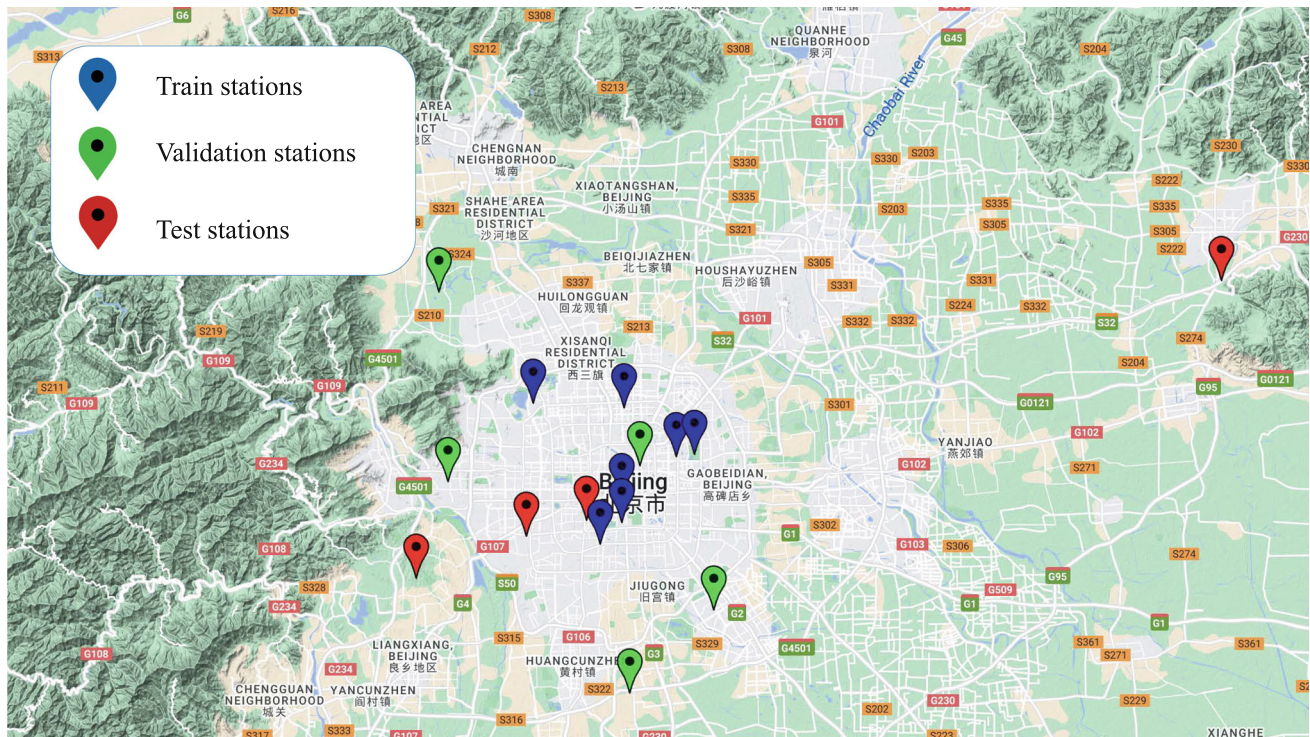 Train stations
Validation stations
Test stations
G6
S216
S308
S313
S212
S308
S213
QUANHE
NEIGHBORHOOD
泉河
G45
S204
Chaobai River
G101
CHENGNAN
NEIGHBORHOOD
城南
S330
S330
S203
S230
S330
S222
XIAOTANGSHAN,
BEIJING
小汤山镇
S335
S335
S335
S321
SHAHE AREA
RESIDENTIAL
DISTRICT
沙河地区
S203
S305
S305
S321
S222
G230
S324
BEIQIJIAZHEN
北七家镇
HOUSHAYUZHEN
后沙峪镇
S305
S331
S331
S337
HUILONGGUAN
回龙观镇
S210
S213
G101
S332
S332
S224
S332
S32
S32
S219
XISANQI
RESIDENTIAL
DISTRICT
西三旗
S274
G4501
G109
S204
S211
G109
G109
G95
G0121
G0121
S301
G102
YANJIAO
燕郊镇
G234
G102
S271
G4501
GAOBEIDIAN,
BEIJING
高碑店乡
G107
G1
S302
G103
S306
S274
G108
S328
S50
JIUGONG
旧宫镇
G95
G234
G4
G2
G509
G1
G1
G108
S315
G106
S329
G4501
S361
S361
S271
LIANGXIANG,
BEIJING
良乡地区
G3
G234
HUANGCUNZHE
黄村镇
S322
CHENGGUAN
NEIGHBORHOOD
城关
YANCUNZHEN
阎村镇
S316
S202
G230
S229
S317
S333
G107
G230
S223
XIANGHE